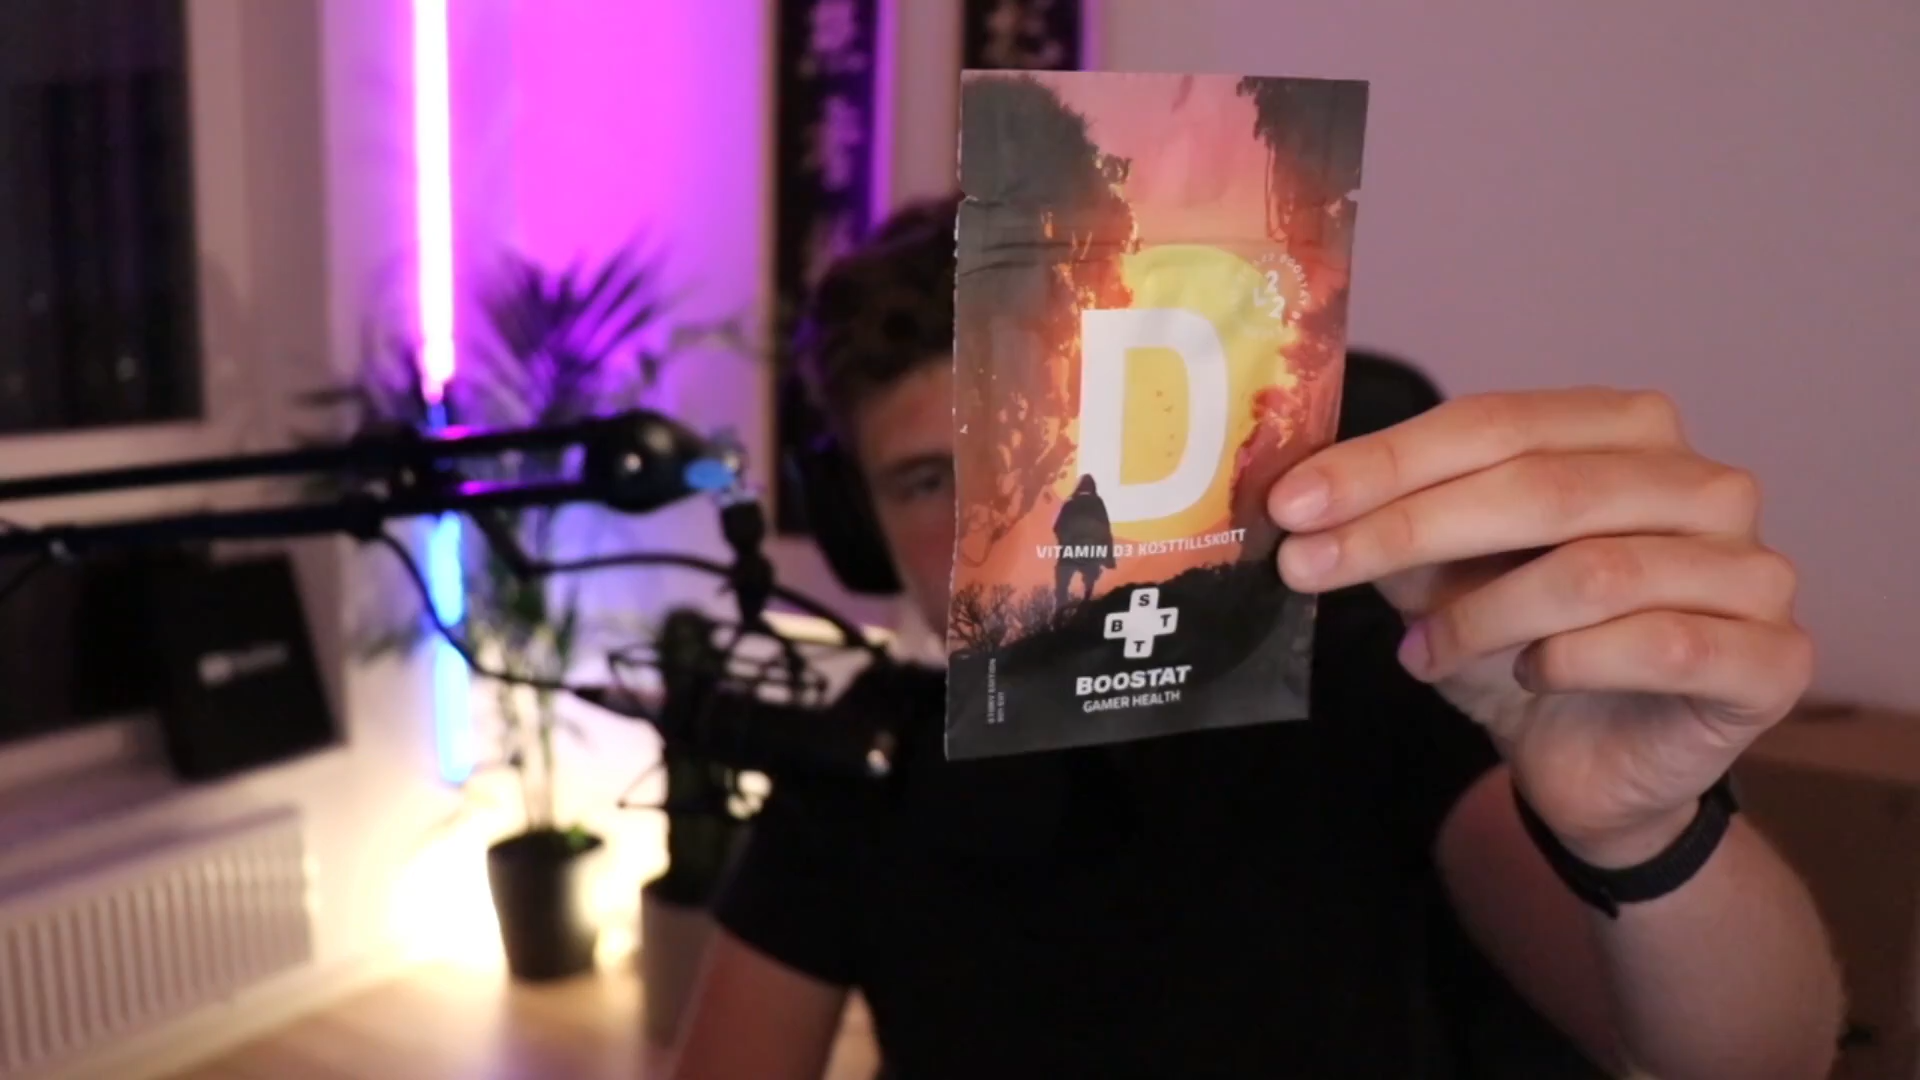 D
VITAMIN D3 KOSTTILLSKOTT
S
B T
T
BOOSTAT
GAMER HEALTH